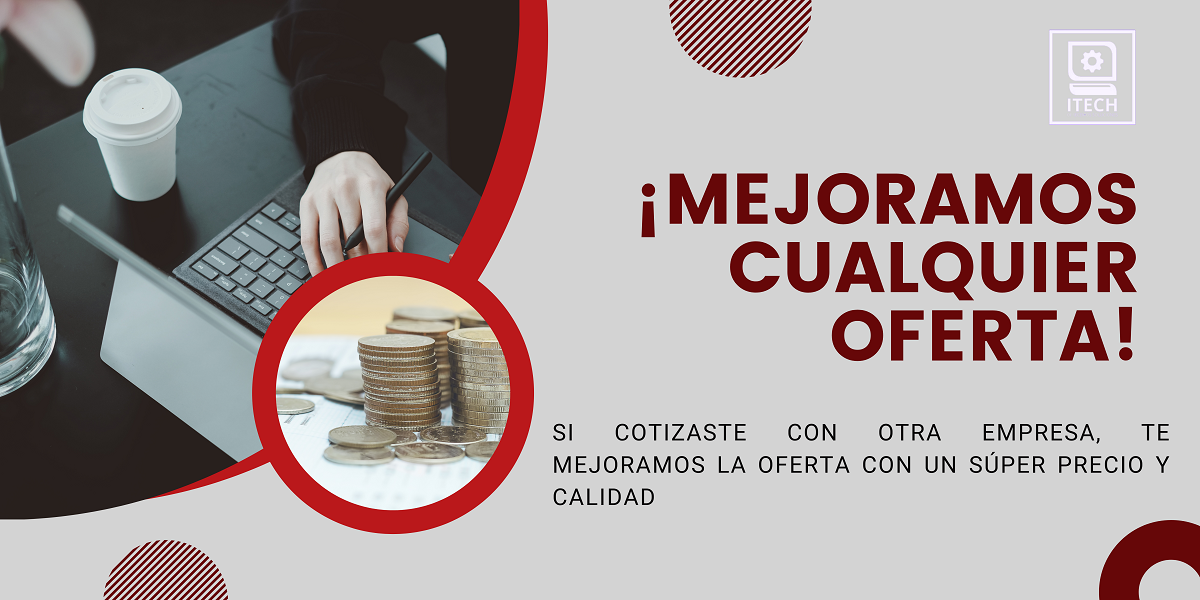 ITECH
¡MEJORAMOS
CUALQUIER
OFERTA!
SI COTIZASTE CON OTRA EMPRESA, TE
MEJORAMOS LA OFERTA CON UN SÚPER PRECIO Y
CALIDAD